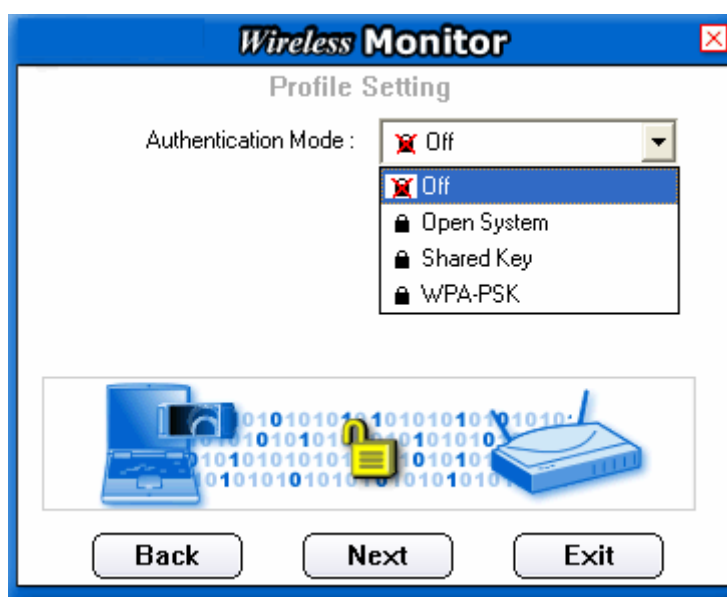 Wireless Monitor
Profile Setting
Authentication Mode : Off
Off
Open System
Shared Key
WPA-PSK
Back Next Exit